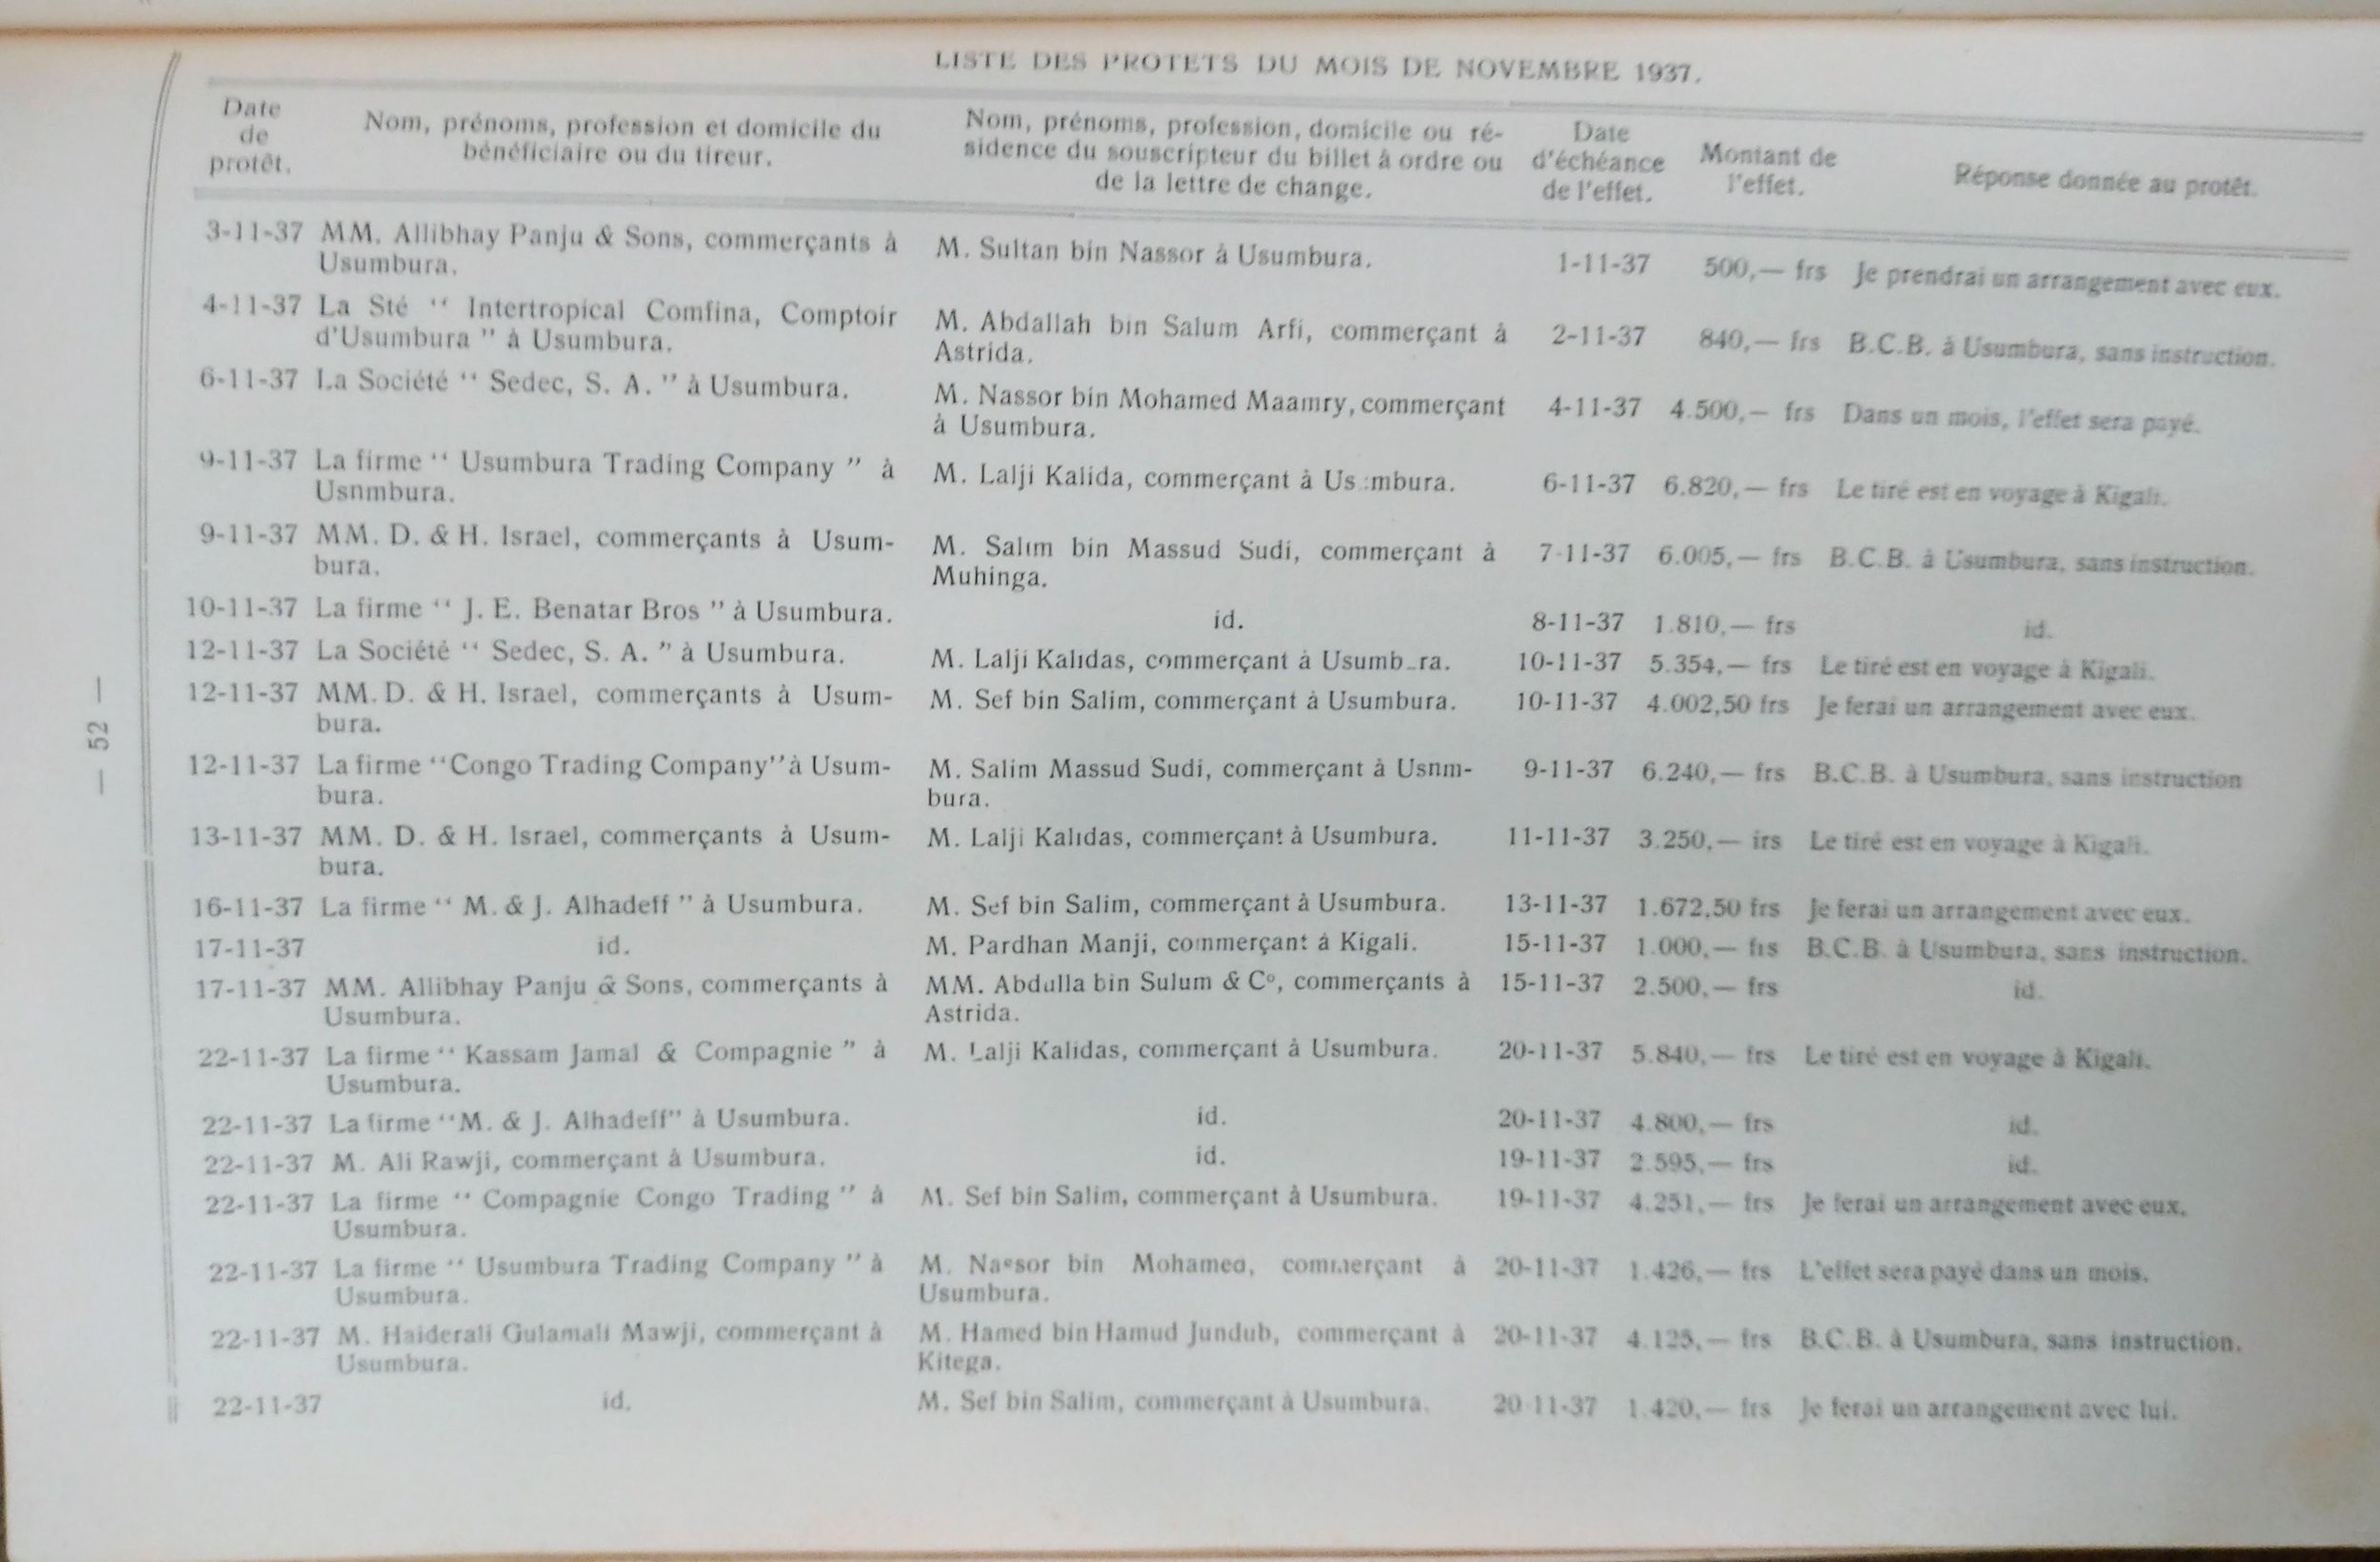 LISTE DES PROTETS DU MOIS DE NOVEMBRE 1937.
Date de protêt. Nom, prénoms, profession et domicile du bénéficiaire ou du tireur. Nom, prénoms, profession, domicile ou résidence du souscripteur du billet à ordre ou de la lettre de change. Date d'échéance de l'effet. Montant de l'effet. Réponse donnée au protêt.
3-11-37 MM. Allibhay Panju & Sons, commerçants à M. Sultan bin Nassor à Usumbura. 1-11-37 500,— frs Je prendrai un arrangement avec eux.
Usumbura.
4-11-37 La Sté “ Intertropical Comfina, Comptoir M. Abdallah bin Salum Arfi, commerçant à 2-11-37 840,— frs B.C.B. à Usumbura, sans instruction.
d'Usumbura ” à Usumbura. Astrida.
6-11-37 La Société “ Sedec, S. A. ” à Usumbura. M. Nassor bin Mohamed Maamry, commerçant 4-11-37 4.500,— frs Dans un mois, l'effet sera payé.
à Usumbura.
9-11-37 La firme “ Usumbura Trading Company ” à M. Lalji Kalida, commerçant à Us mbura. 6-11-37 6.820,— frs Le tiré est en voyage à Kigali.
Usnmbura.
9-11-37 MM. D. & H. Israel, commerçants à Usum- M. Salim bin Massud Sudi, commerçant à 7-11-37 6.005,— frs B.C.B. à Usumbura, sans instruction.
bura. Muhinga.
10-11-37 La firme “ J. E. Benatar Bros ” à Usumbura. id. 8-11-37 1.810,— frs id.
12-11-37 La Société “ Sedec, S. A. ” à Usumbura. M. Lalji Kalidas, commerçant à Usumb ra. 10-11-37 5.354,— frs Le tiré est en voyage à Kigali.
12-11-37 MM. D. & H. Israel, commerçants à Usum- M. Sef bin Salim, commerçant à Usumbura. 10-11-37 4.002,50 frs Je ferai un arrangement avec eux.
bura.
12-11-37 La firme “Congo Trading Company” à Usum- M. Salim Massud Sudi, commerçant à Usnm- 9-11-37 6.240,— frs B.C.B. à Usumbura, sans instruction
bura. bura.
13-11-37 MM. D. & H. Israel, commerçants à Usum- M. Lalji Kalidas, commerçant à Usumbura. 11-11-37 3.250,— irs Le tiré est en voyage à Kigali.
bura.
16-11-37 La firme “ M. & J. Alhadeff ” à Usumbura. M. Sef bin Salim, commerçant à Usumbura. 13-11-37 1.672,50 frs Je ferai un arrangement avec eux.
17-11-37 id. M. Pardhan Manji, commerçant à Kigali. 15-11-37 1.000,— frs B.C.B. à Usumbura, sans instruction.
17-11-37 MM. Allibhay Panju & Sons, commerçants à MM. Abdulla bin Sulum & Cº, commerçants à 15-11-37 2.500,— frs id.
Usumbura. Astrida.
22-11-37 La firme “ Kassam Jamal & Compagnie ” à M. Lalji Kalidas, commerçant à Usumbura. 20-11-37 5.840,— frs Le tiré est en voyage à Kigali.
Usumbura.
22-11-37 La firme “M. & J. Alhadeff” à Usumbura. id. 20-11-37 4.800,— frs id.
22-11-37 M. Ali Rawji, commerçant à Usumbura. id. 19-11-37 2.595,— frs id.
22-11-37 La firme “ Compagnie Congo Trading ” à M. Sef bin Salim, commerçant à Usumbura. 19-11-37 4.251,— frs Je ferai un arrangement avec eux.
Usumbura.
22-11-37 La firme “ Usumbura Trading Company ” à M. Nassor bin Mohamed, commerçant à 20-11-37 1.426,— frs L'effet sera payé dans un mois.
Usumbura. Usumbura.
22-11-37 M. Haiderali Gulamali Mawji, commerçant à M. Hamed bin Hamud Jundub, commerçant à 20-11-37 4.125,— frs B.C.B. à Usumbura, sans instruction.
Usumbura. Kitega.
22-11-37 id. M. Sef bin Salim, commerçant à Usumbura. 20 11-37 1.420,— frs Je ferai un arrangement avec lui.
— 52 —